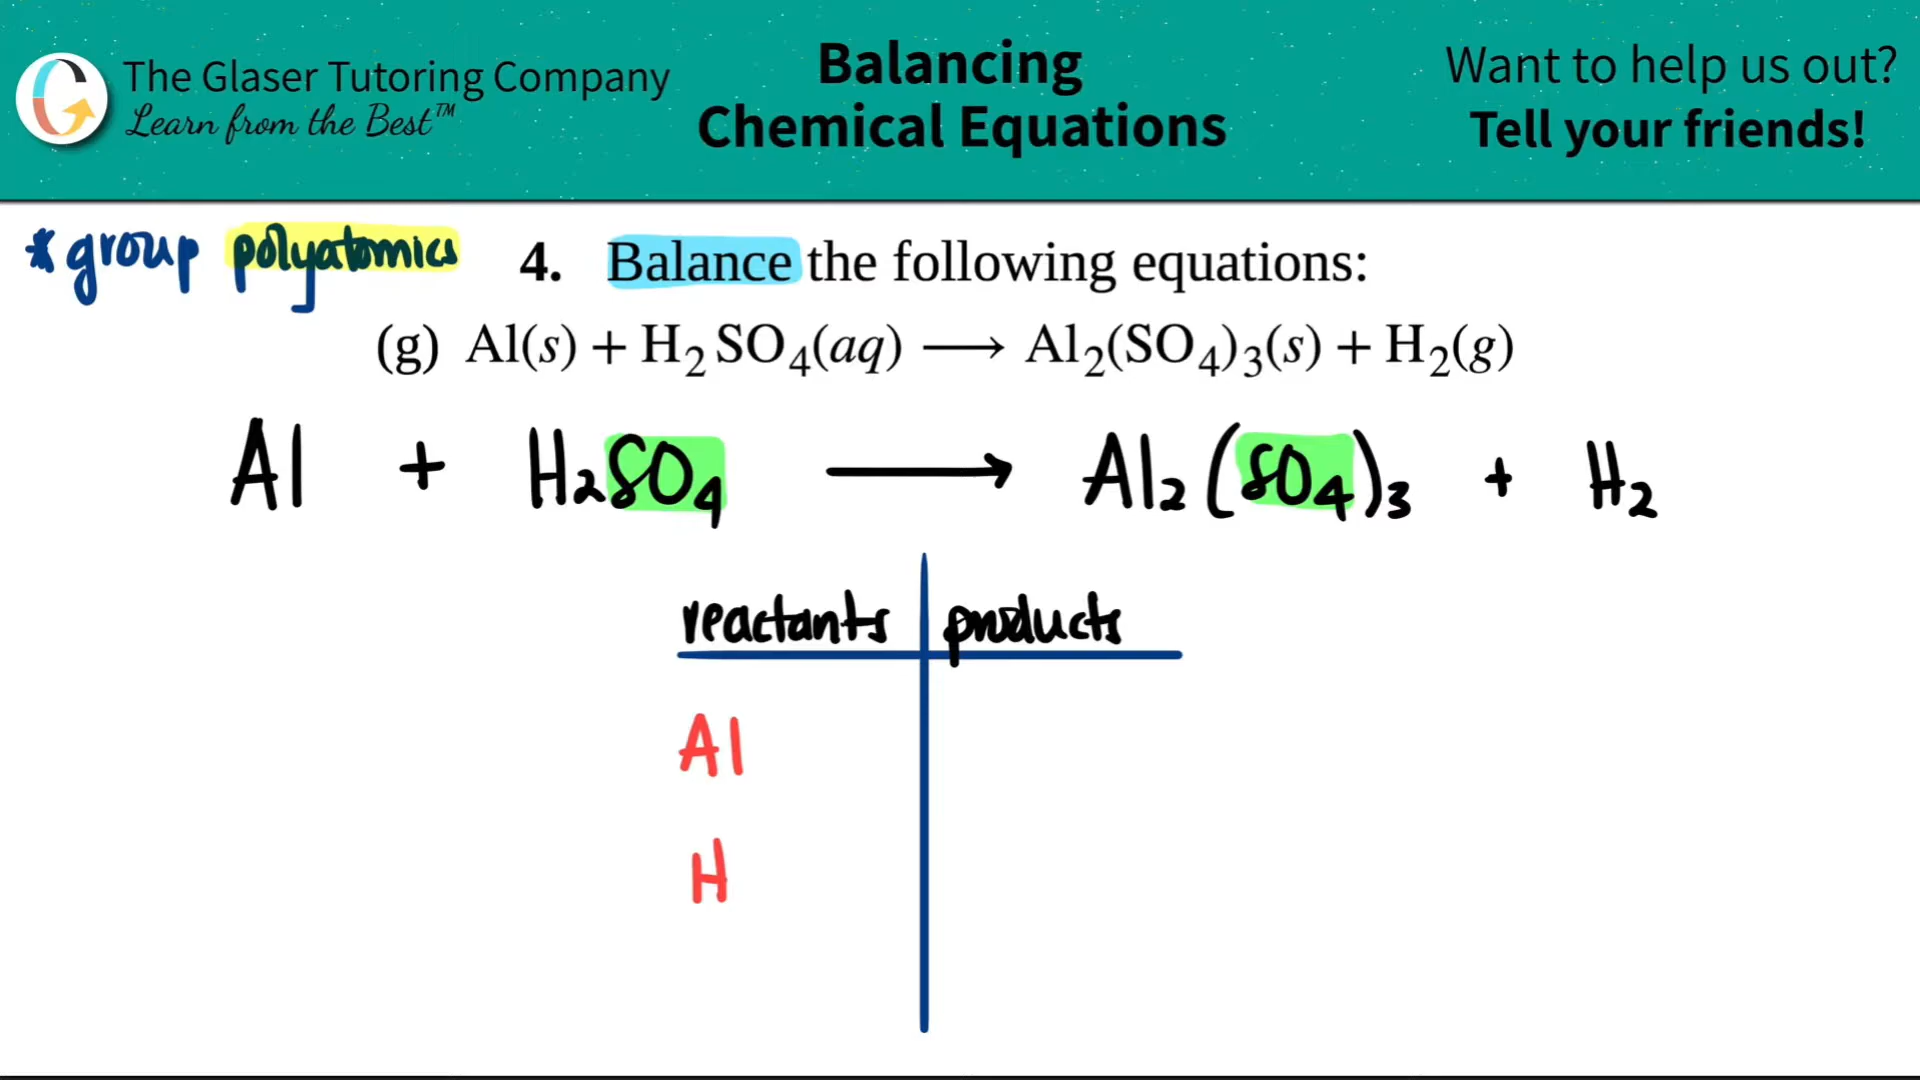 The Glaser Tutoring Company
Learn from the Best™
Balancing
Chemical Equations
Want to help us out?
Tell your friends!
*group polyatomics
4. Balance the following equations:
(g) Al(s) + H₂SO₄(aq) ⟶ Al₂(SO₄)₃(s) + H₂(g)
Al + H₂SO₄ ⟶ Al₂(SO₄)₃ + H₂
reactants products
Al
H